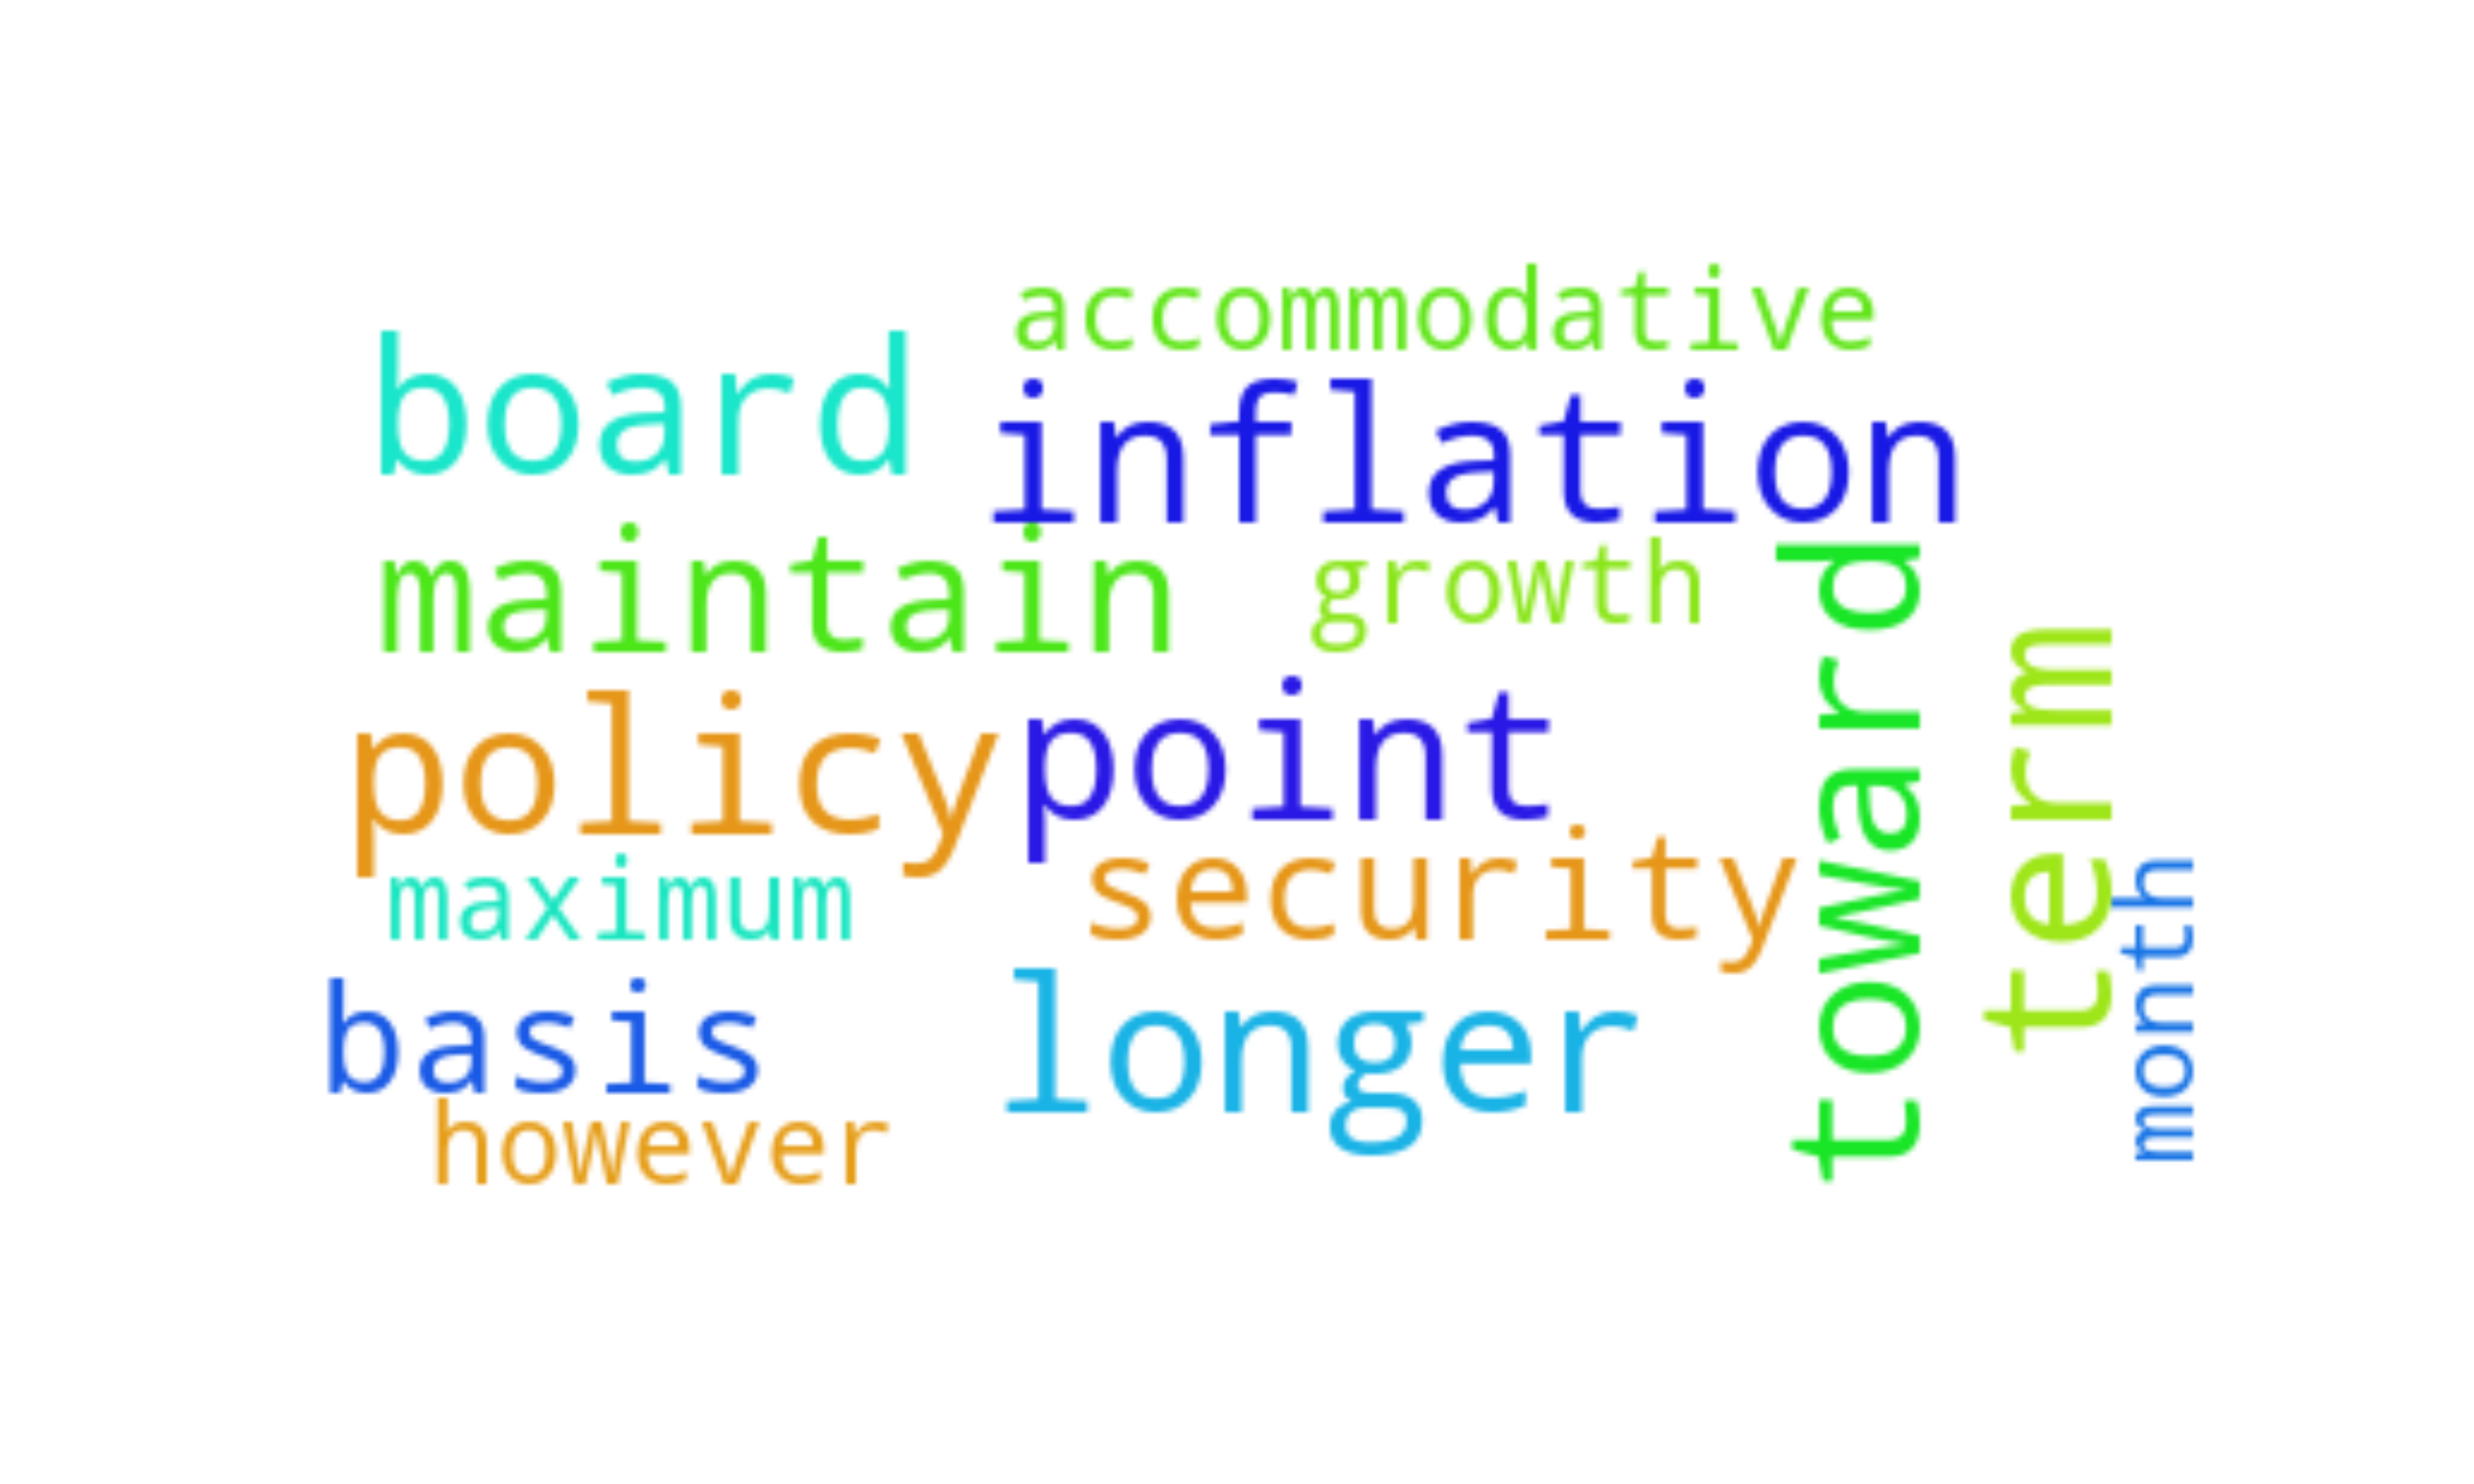 accommodative
board
inflation
maintain
growth
toward
term
policy
point
maximum
security
month
basis
longer
however